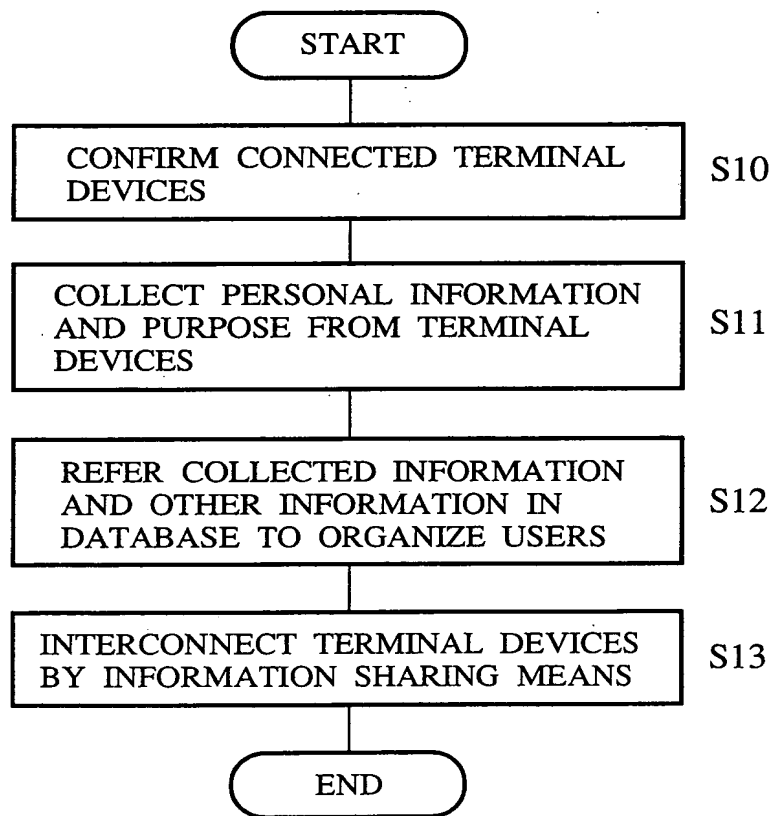 START
CONFIRM CONNECTED TERMINAL
DEVICES
S10
COLLECT PERSONAL INFORMATION
AND PURPOSE FROM TERMINAL
DEVICES
S11
REFER COLLECTED INFORMATION
AND OTHER INFORMATION IN
DATABASE TO ORGANIZE USERS
S12
INTERCONNECT TERMINAL DEVICES
BY INFORMATION SHARING MEANS
S13
END